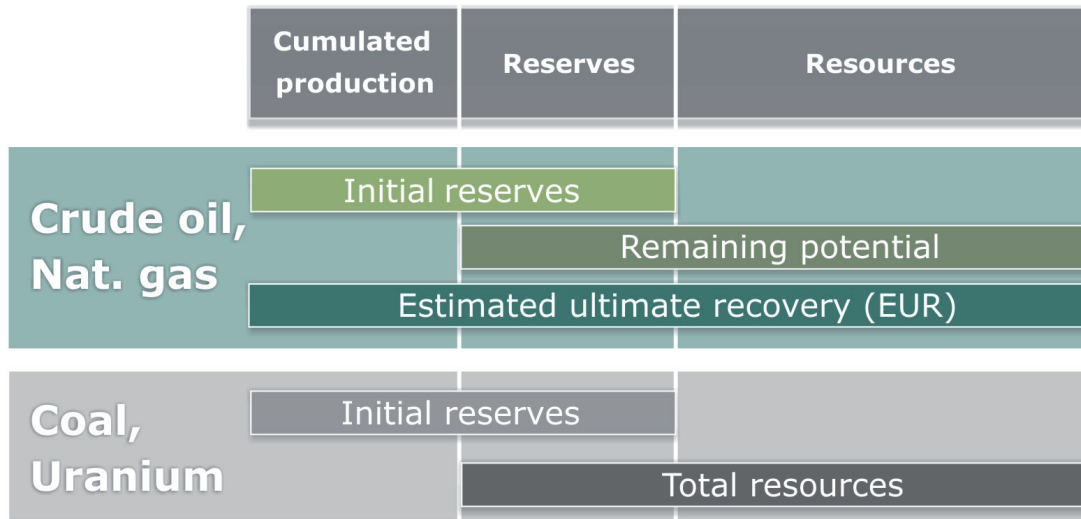 Cumulated
production
Reserves
Resources
Crude oil,
Nat. gas
Initial reserves
Remaining potential
Estimated ultimate recovery (EUR)
Coal,
Uranium
Initial reserves
Total resources